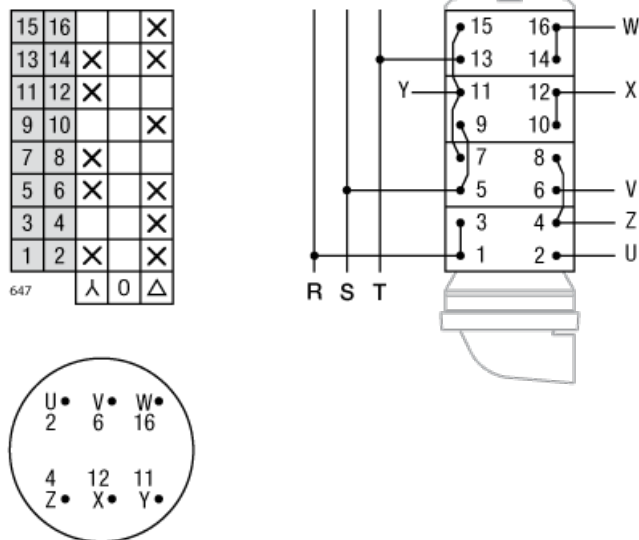 15 16 X
13 14 X X
11 12 X
9 10 X
7 8 X
5 6 X X
3 4 X
1 2 X X
647 ⅄ 0 △
15 16 W
13 14
Y 11 12 X
9 10
7 8
5 6 V
3 4 Z
1 2 U
R S T
U V W
2 6 16
4 12 11
Z X Y